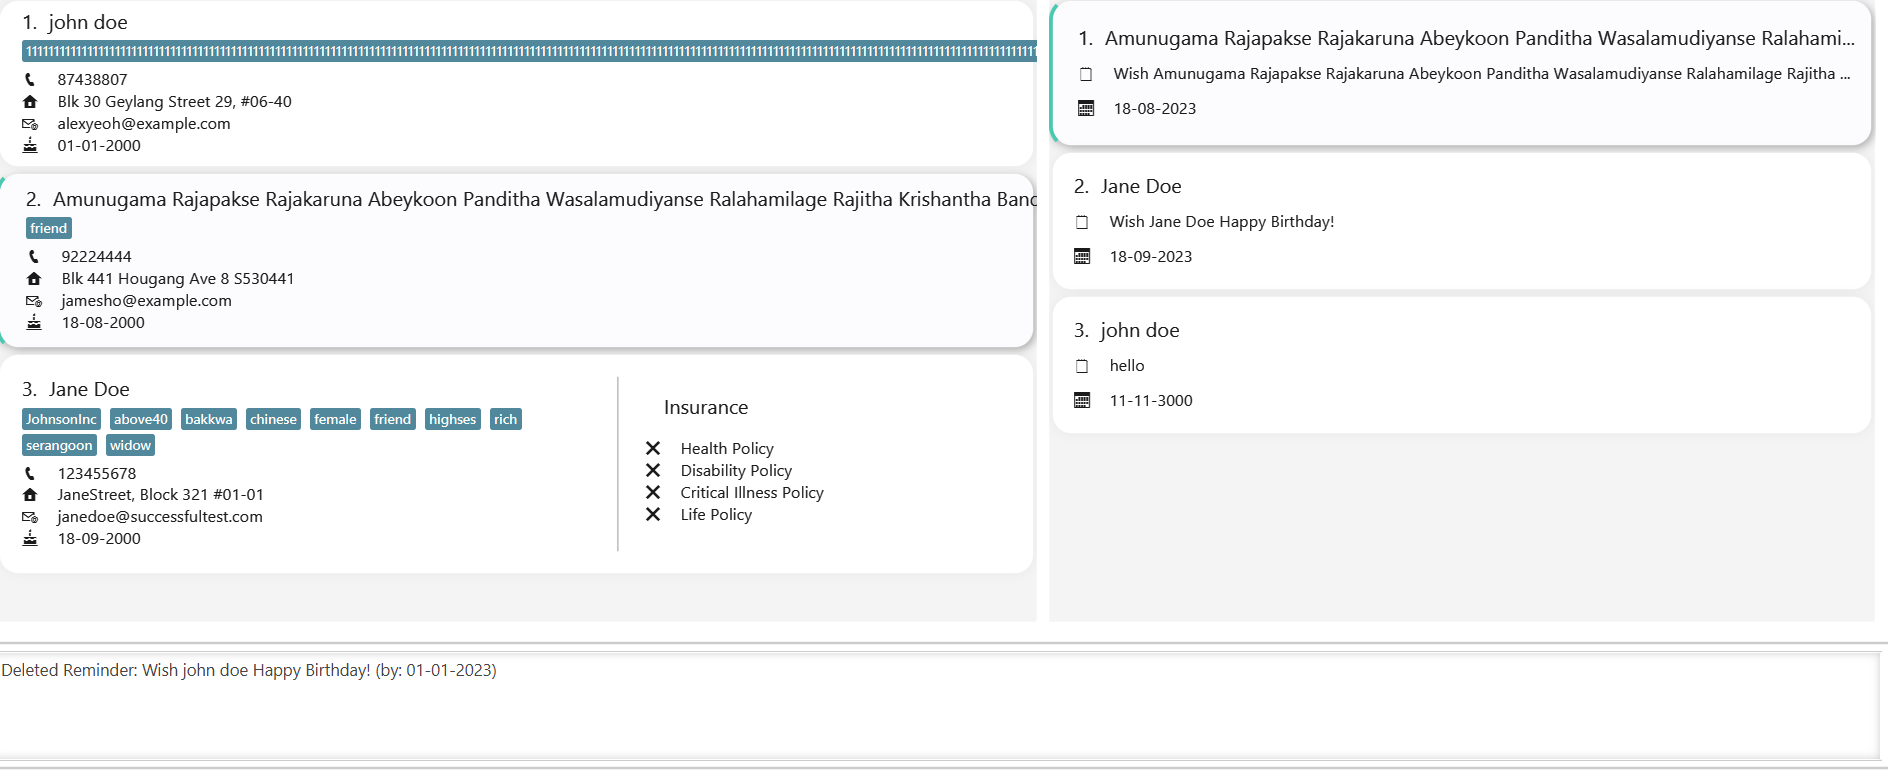 1. john doe
87438807
Blk 30 Geylang Street 29, #06-40
alexyeoh@example.com
01-01-2000
2. Amunugama Rajapakse Rajakaruna Abeykoon Panditha Wasalamudiyanse Ralahamilage Rajitha Krishantha
friend
92224444
Blk 441 Hougang Ave 8 S530441
jamesho@example.com
18-08-2000
3. Jane Doe
JohnsonInc above40 bakkwa chinese female friend highses rich
serangoon widow
123455678
JaneStreet, Block 321 #01-01
janedoe@successfultest.com
18-09-2000
Insurance
Health Policy
Disability Policy
Critical Illness Policy
Life Policy
1. Amunugama Rajapakse Rajakaruna Abeykoon Panditha Wasalamudiyanse Ralahami...
Wish Amunugama Rajapakse Rajakaruna Abeykoon Panditha Wasalamudiyanse Ralahamilage Rajitha ...
18-08-2023
2. Jane Doe
Wish Jane Doe Happy Birthday!
18-09-2023
3. john doe
hello
11-11-3000
Deleted Reminder: Wish john doe Happy Birthday! (by: 01-01-2023)